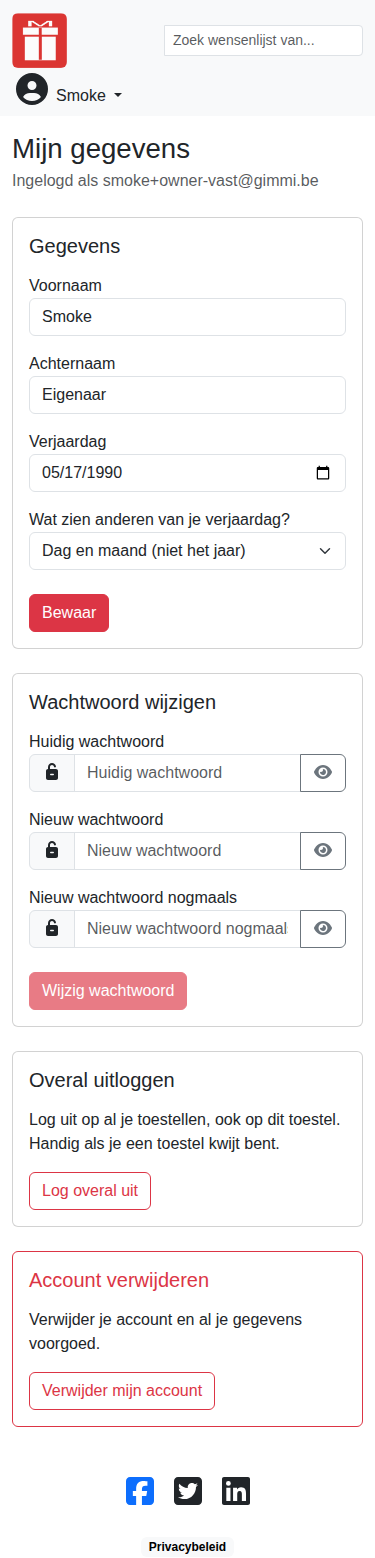 Zoek wensenlijst van...
Smoke
Mijn gegevens
Ingelogd als smoke+owner-vast@gimmi.be
Gegevens
Voornaam
Smoke
Achternaam
Eigenaar
Verjaardag
05/17/1990
Wat zien anderen van je verjaardag?
Dag en maand (niet het jaar)
Bewaar
Wachtwoord wijzigen
Huidig wachtwoord
Huidig wachtwoord
Nieuw wachtwoord
Nieuw wachtwoord
Nieuw wachtwoord nogmaals
Nieuw wachtwoord nogmaal
Wijzig wachtwoord
Overal uitloggen
Log uit op al je toestellen, ook op dit toestel.
Handig als je een toestel kwijt bent.
Log overal uit
Account verwijderen
Verwijder je account en al je gegevens
voorgoed.
Verwijder mijn account
Privacybeleid